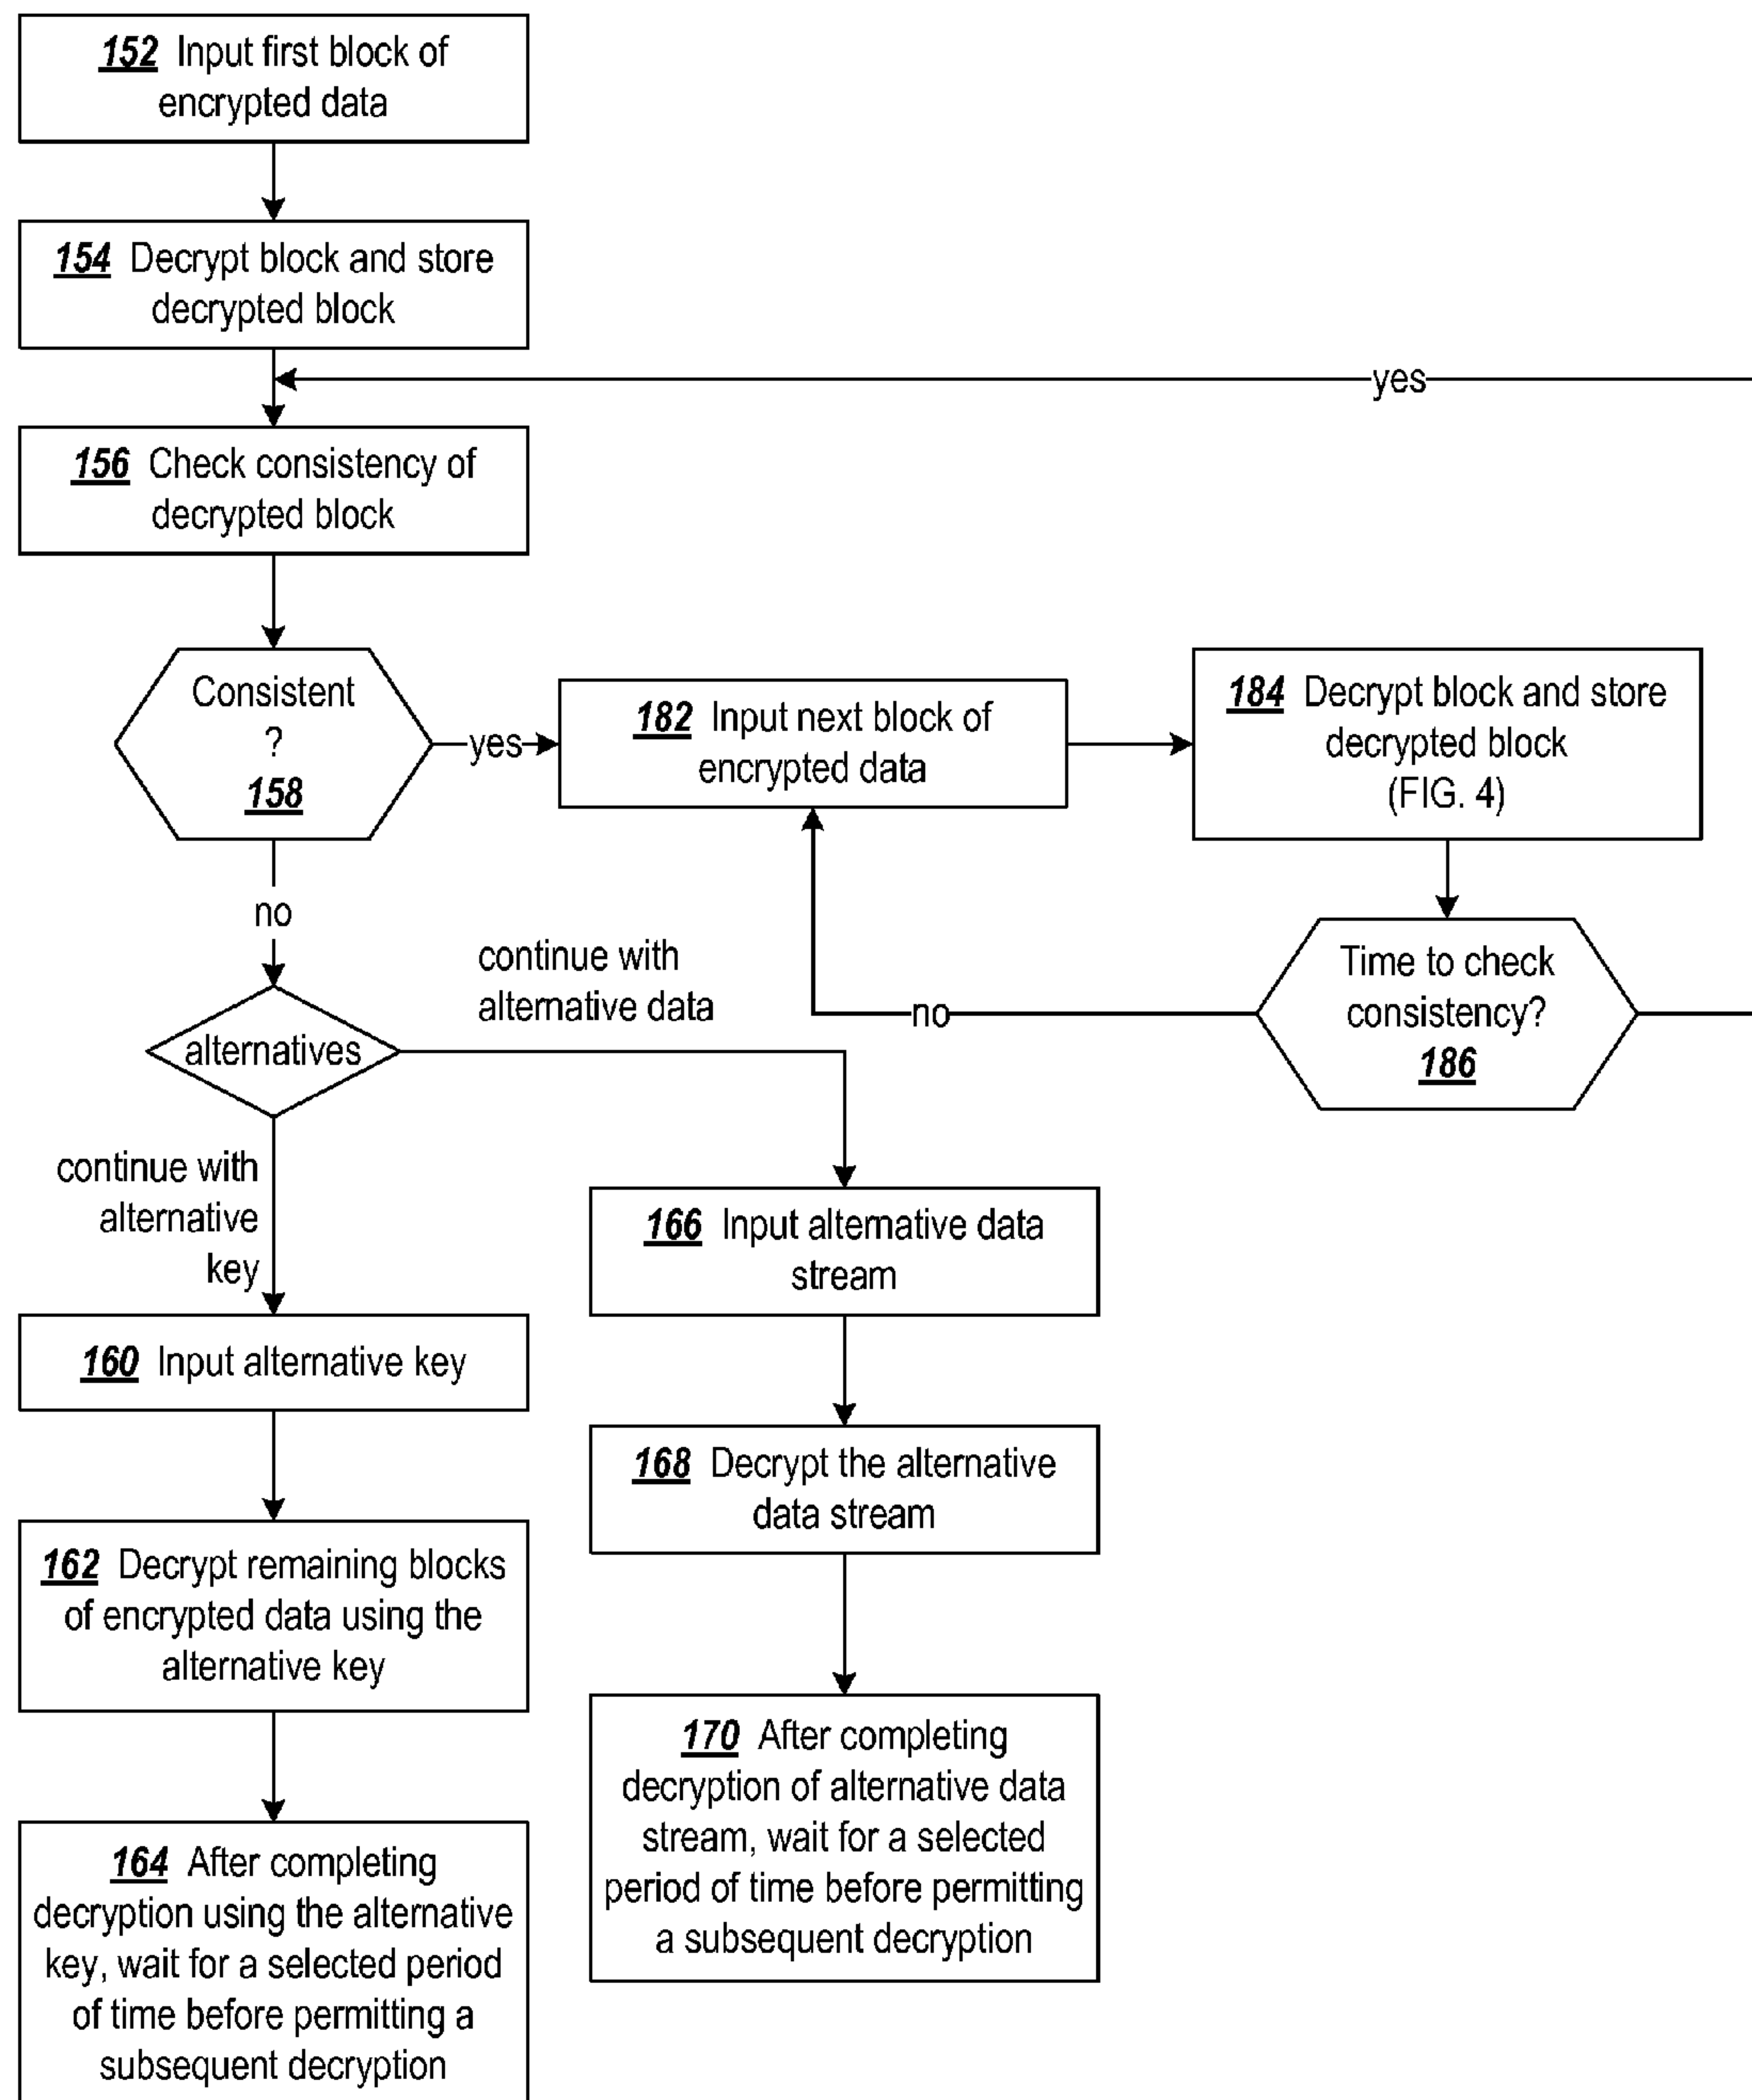 152 Input first block of
encrypted data
154 Decrypt block and store
decrypted block
yes
156 Check consistency of
decrypted block
Consistent
?
158
yes
182 Input next block of
encrypted data
184 Decrypt block and store
decrypted block
(FIG. 4)
no
continue with
alternative data
no
Time to check
consistency?
186
alternatives
continue with
alternative
key
166 Input alternative data
stream
160 Input alternative key
168 Decrypt the alternative
data stream
162 Decrypt remaining blocks
of encrypted data using the
alternative key
170 After completing
decryption of alternative data
stream, wait for a selected
period of time before permitting
a subsequent decryption
164 After completing
decryption using the alternative
key, wait for a selected period
of time before permitting a
subsequent decryption